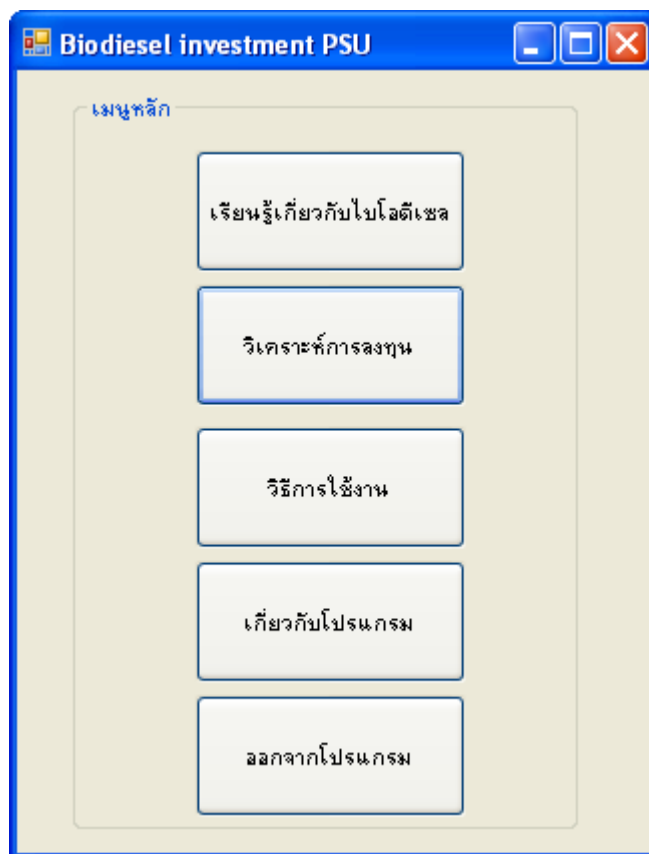 Biodiesel investment PSU
เมนูหลัก
เรียนรู้เกี่ยวกับไบโอดีเซล
วิเคราะห์การลงทุน
วิธีการใช้งาน
เกี่ยวกับโปรแกรม
ออกจากโปรแกรม